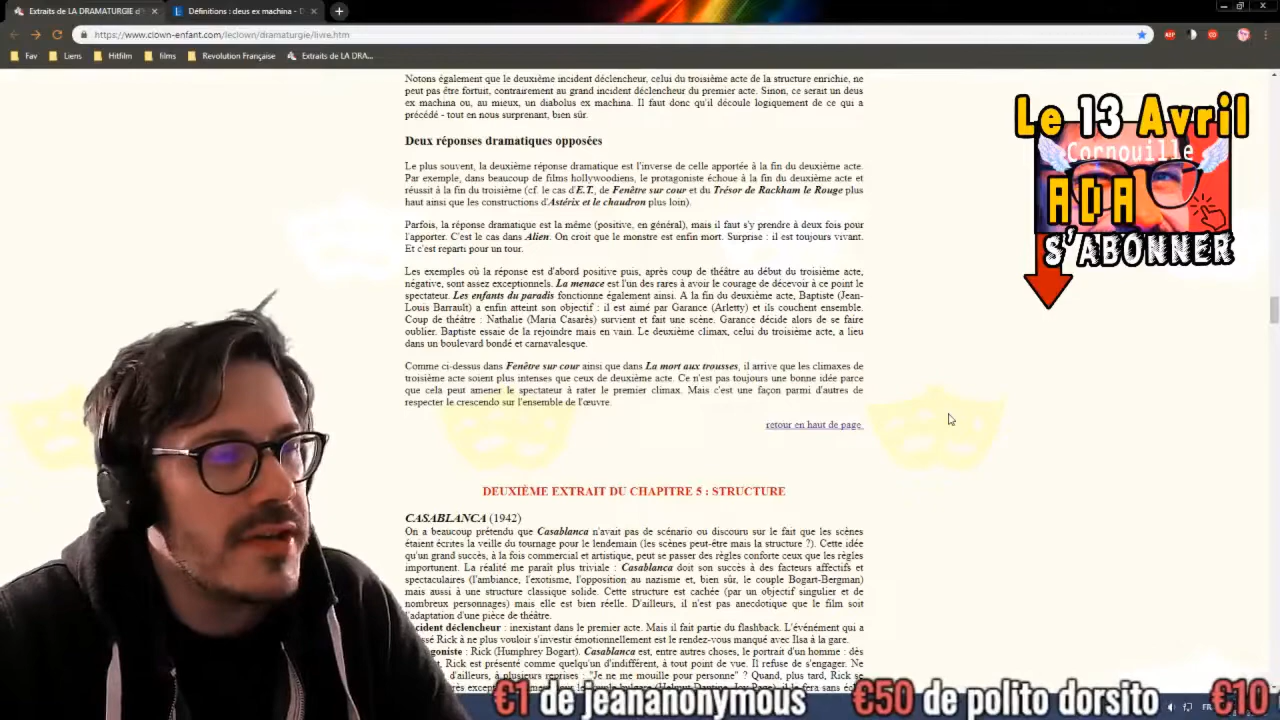 Extraits de LA DRAMATURGIE d'
Définitions : deus ex machina - D
https://www.clown-enfant.com/leclown/dramaturgie/livre.htm
Fav
Liens
Hitfilm
films
Revolution Française
Extraits de LA DRA...
Notons également que le deuxième incident déclencheur, celui du troisième acte de la structure enrichie, ne
peut pas être fortuit, contrairement au grand incident déclencheur du premier acte. Sinon, ce serait un deus
ex machina ou, au mieux, un diabolus ex machina. Il faut donc qu'il découle logiquement de ce qui a
précédé - tout en nous surprenant, bien sûr.
Deux réponses dramatiques opposées
Le plus souvent, la deuxième réponse dramatique est l'inverse de celle apportée à la fin du deuxième acte.
Par exemple, dans beaucoup de films hollywoodiens, le protagoniste échoue à la fin du deuxième acte et
réussit à la fin du troisième (cf. le cas d'E.T., de Fenêtre sur cour et du Trésor de Rackham le Rouge plus
haut ainsi que les constructions d'Astérix et le chaudron plus loin).
Parfois, la réponse dramatique est la même (positive, en général), mais il faut s'y prendre à deux fois pour
l'apporter. C'est le cas dans Alien. On croit que le monstre est enfin mort. Surprise : il est toujours vivant.
Et c'est reparti pour un tour.
Les exemples où la réponse est d'abord positive puis, après coup de théâtre au début du troisième acte,
négative, sont assez exceptionnels. La menace est l'un des rares à avoir le courage de décevoir à ce point le
spectateur. Les enfants du paradis fonctionne également ainsi. A la fin du deuxième acte, Baptiste (Jean-
Louis Barrault) a enfin atteint son objectif : il est aimé par Garance (Arletty) et ils couchent ensemble.
Coup de théâtre : Nathalie (Maria Casarès) survient et fait une scène. Garance décide alors de se faire
oublier. Baptiste essaie de la rejoindre mais en vain. Le deuxième climax, celui du troisième acte, a lieu
dans un boulevard bondé et carnavalesque.
Comme ci-dessus dans Fenêtre sur cour ainsi que dans La mort aux trousses, il arrive que les climaxes de
troisième acte soient plus intenses que ceux de deuxième acte. Ce n'est pas toujours une bonne idée parce
que cela peut amener le spectateur à rater le premier climax. Mais c'est une façon parmi d'autres de
respecter le crescendo sur l'ensemble de l'œuvre.
retour en haut de page
DEUXIÈME EXTRAIT DU CHAPITRE 5 : STRUCTURE
CASABLANCA (1942)
On a beaucoup prétendu que Casablanca n'avait pas de scénario ou discouru sur le fait que les scènes
étaient écrites la veille du tournage pour le lendemain (les scènes peut-être mais la structure ?). Cette idée
qu'un grand succès, à la fois commercial et artistique, peut se passer des règles conforte ceux que les règles
importunent. La réalité me paraît plus triviale : Casablanca doit son succès à des facteurs affectifs et
spectaculaires (l'ambiance, l'exotisme, l'opposition au nazisme et, bien sûr, le couple Bogart-Bergman)
mais aussi à une structure classique solide. Cette structure est cachée (par un objectif singulier et de
nombreux personnages) mais elle est bien réelle. D'ailleurs, il n'est pas anecdotique que le film soit
l'adaptation d'une pièce de théâtre.
cident déclencheur : inexistant dans le premier acte. Mais il fait partie du flashback. L'événement qui a
ssé Rick à ne plus vouloir s'investir émotionnellement est le rendez-vous manqué avec Ilsa à la gare.
agoniste : Rick (Humphrey Bogart). Casablanca est, entre autres choses, le portrait d'un homme : dès
t, Rick est présenté comme quelqu'un d'indifférent, à tout point de vue. Il refuse de s'engager. Ne
d'ailleurs, à plusieurs reprises : "Je ne me mouille pour personne" ? Quand, plus tard, Rick se
Le 13 Avril
Cornouille
ADA
S'ABONNER
€1 de jeananonymous €50 de polito dorsito €10
FR